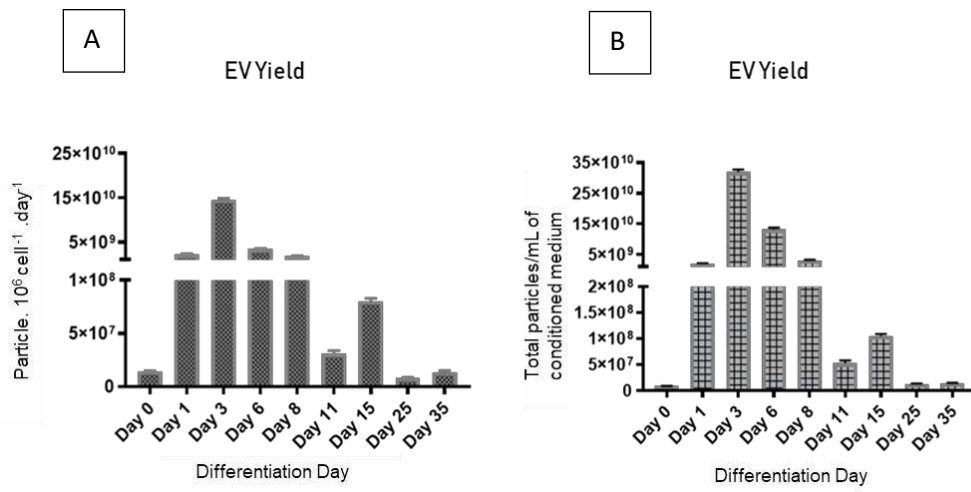 A
EV Yield
Particle. 10⁶ cell⁻¹ .day⁻¹
25×10¹⁰
15×10¹⁰
5×10⁹
1×10⁸
5×10⁷
0
Day 0
Day 1
Day 3
Day 6
Day 8
Day 11
Day 15
Day 25
Day 35
Differentiation Day
B
EV Yield
Total particles/mL of
conditioned medium
35×10¹⁰
25×10¹⁰
15×10¹⁰
5×10⁹
2×10⁸
1.5×10⁸
1×10⁸
5×10⁷
0
Day 0
Day 1
Day 3
Day 6
Day 8
Day 11
Day 15
Day 25
Day 35
Differentiation Day